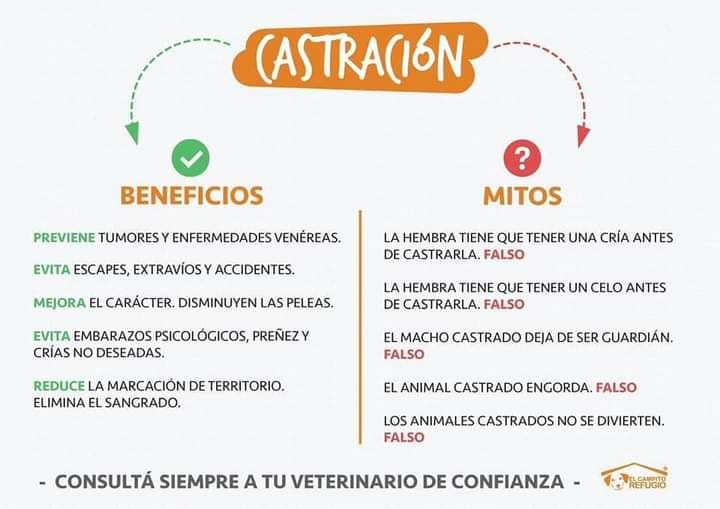 CASTRACIÓN
BENEFICIOS
PREVIENE TUMORES Y ENFERMEDADES VENÉREAS.
EVITA ESCAPES, EXTRAVÍOS Y ACCIDENTES.
MEJORA EL CARÁCTER. DISMINUYEN LAS PELEAS.
EVITA EMBARAZOS PSICOLÓGICOS, PREÑEZ Y
CRÍAS NO DESEADAS.
REDUCE LA MARCACIÓN DE TERRITORIO.
ELIMINA EL SANGRADO.
?
MITOS
LA HEMBRA TIENE QUE TENER UNA CRÍA ANTES
DE CASTRARLA. FALSO
LA HEMBRA TIENE QUE TENER UN CELO ANTES
DE CASTRARLA. FALSO
EL MACHO CASTRADO DEJA DE SER GUARDIÁN.
FALSO
EL ANIMAL CASTRADO ENGORDA. FALSO
LOS ANIMALES CASTRADOS NO SE DIVIERTEN.
FALSO
- CONSULTÁ SIEMPRE A TU VETERINARIO DE CONFIANZA -
EL CAMPITO
REFUGIO